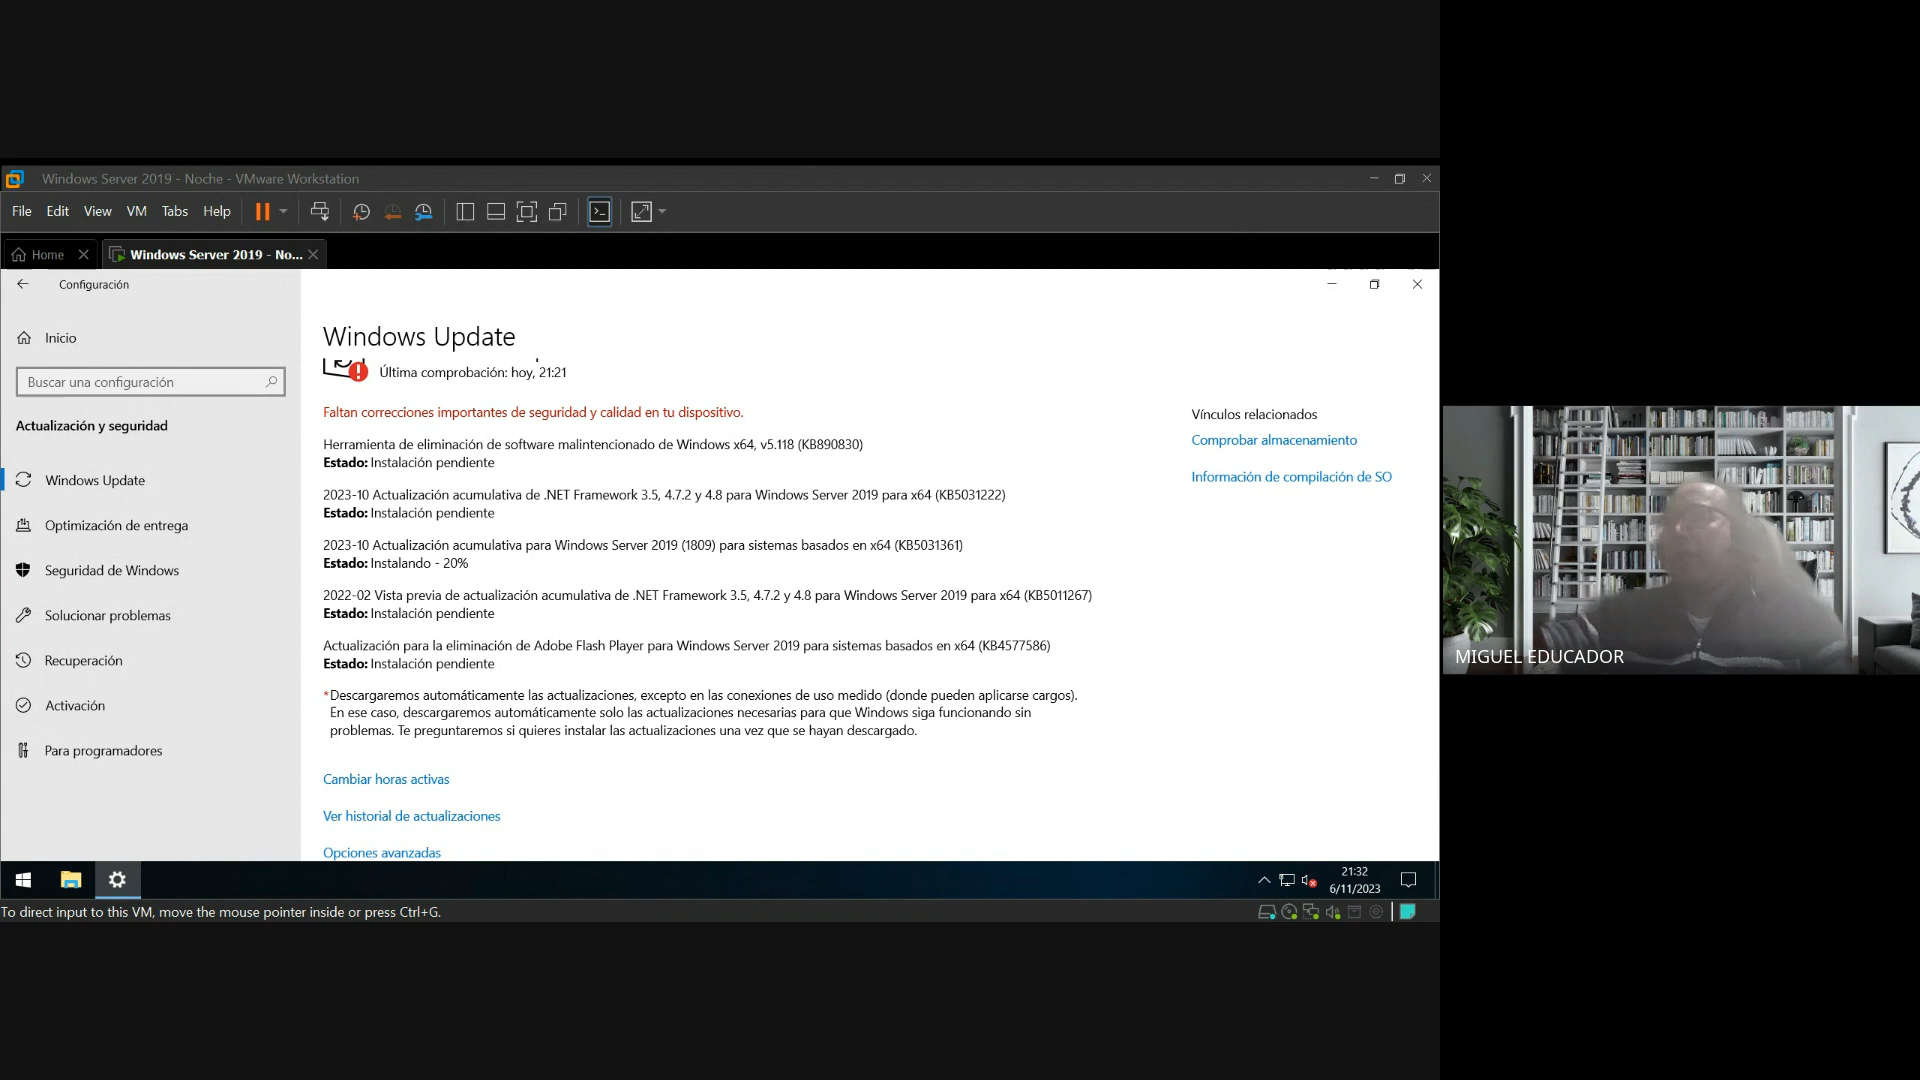 Windows Server 2019 - Noche - VMware Workstation
File Edit View VM Tabs Help
Home
Windows Server 2019 - No...
Configuración
Inicio
Buscar una configuración
Actualización y seguridad
Windows Update
Optimización de entrega
Seguridad de Windows
Solucionar problemas
Recuperación
Activación
Para programadores
Windows Update
Última comprobación: hoy, 21:21
Faltan correcciones importantes de seguridad y calidad en tu dispositivo.
Herramienta de eliminación de software malintencionado de Windows x64, v5.118 (KB890830)
Estado: Instalación pendiente
2023-10 Actualización acumulativa de .NET Framework 3.5, 4.7.2 y 4.8 para Windows Server 2019 para x64 (KB5031222)
Estado: Instalación pendiente
2023-10 Actualización acumulativa para Windows Server 2019 (1809) para sistemas basados en x64 (KB5031361)
Estado: Instalando - 20%
2022-02 Vista previa de actualización acumulativa de .NET Framework 3.5, 4.7.2 y 4.8 para Windows Server 2019 para x64 (KB5011267)
Estado: Instalación pendiente
Actualización para la eliminación de Adobe Flash Player para Windows Server 2019 para sistemas basados en x64 (KB4577586)
Estado: Instalación pendiente
*Descargaremos automáticamente las actualizaciones, excepto en las conexiones de uso medido (donde pueden aplicarse cargos).
En ese caso, descargaremos automáticamente solo las actualizaciones necesarias para que Windows siga funcionando sin
problemas. Te preguntaremos si quieres instalar las actualizaciones una vez que se hayan descargado.
Cambiar horas activas
Ver historial de actualizaciones
Opciones avanzadas
Vínculos relacionados
Comprobar almacenamiento
Información de compilación de SO
21:32
6/11/2023
To direct input to this VM, move the mouse pointer inside or press Ctrl+G.
MIGUEL EDUCADOR